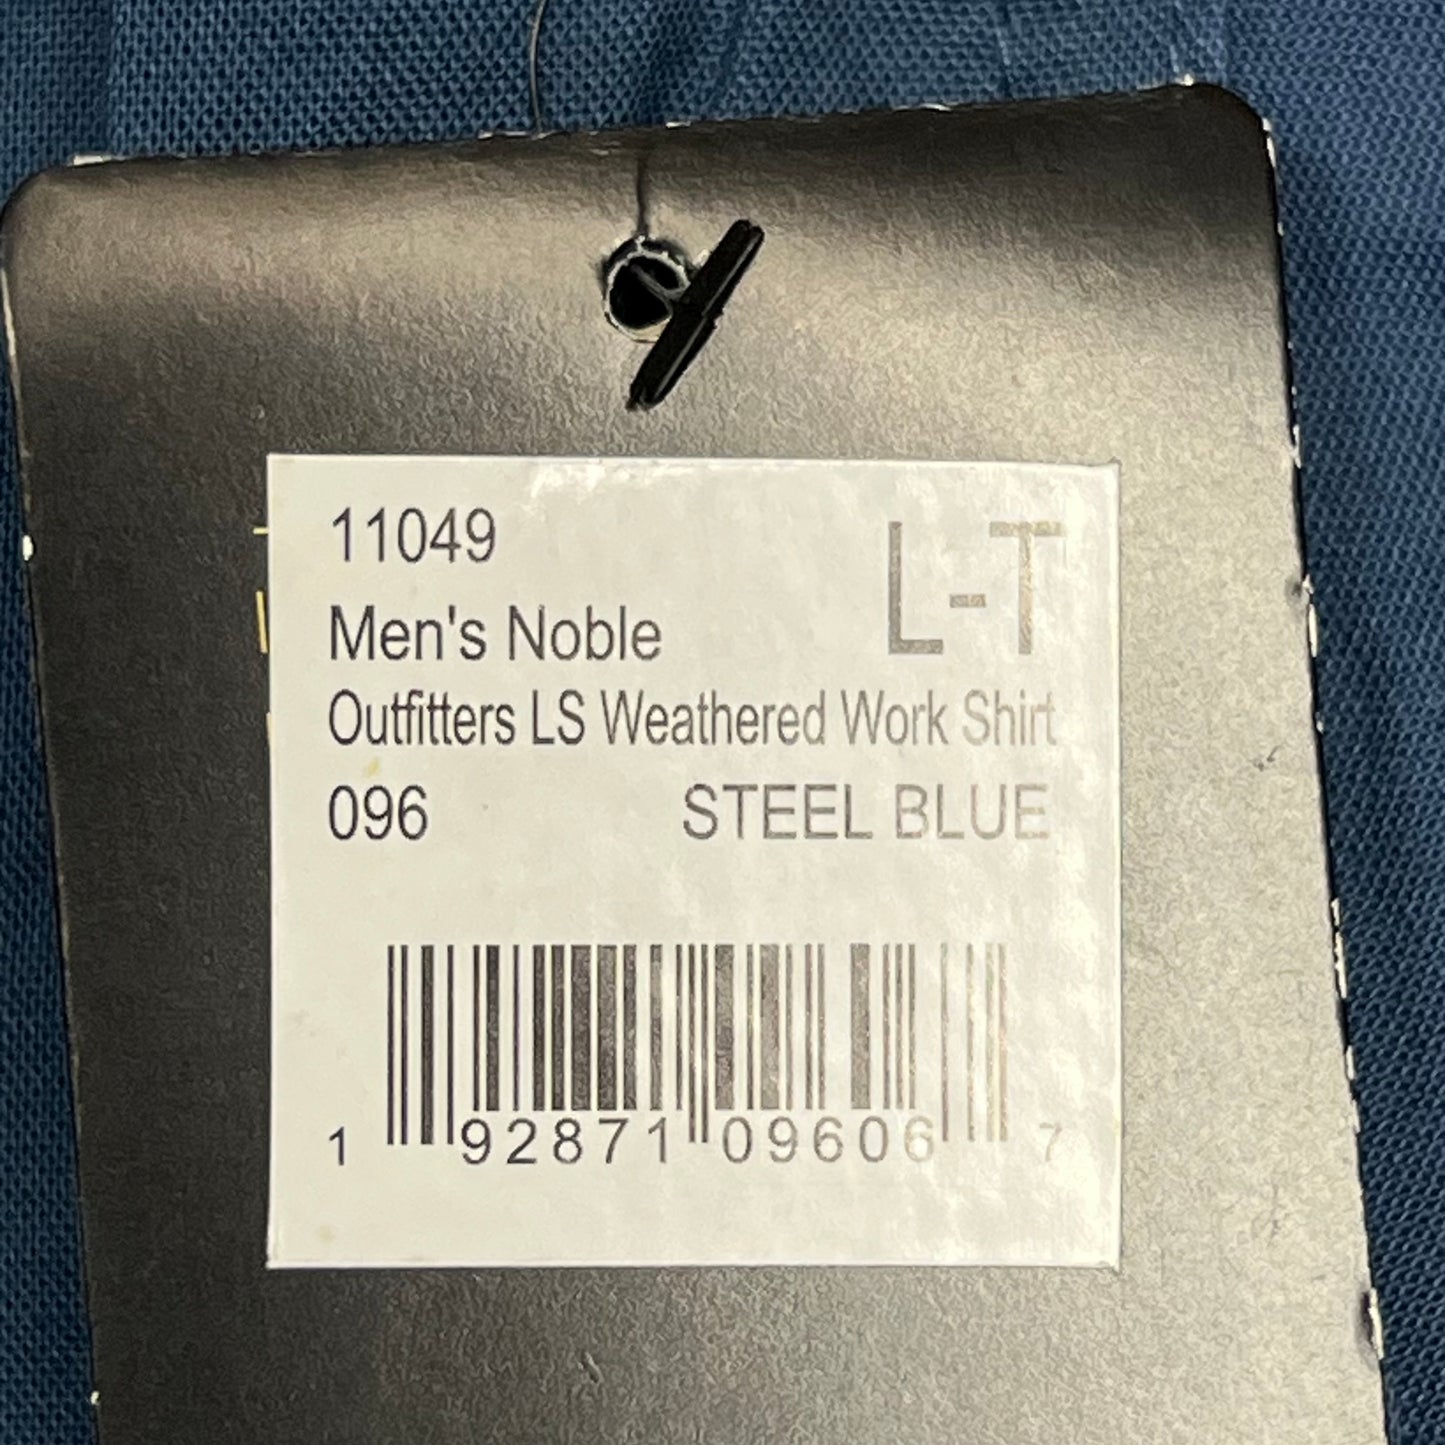 11049 L-T
Men's Noble
Outfitters LS Weathered Work Shirt
096 STEEL BLUE
1 92871 09606 7